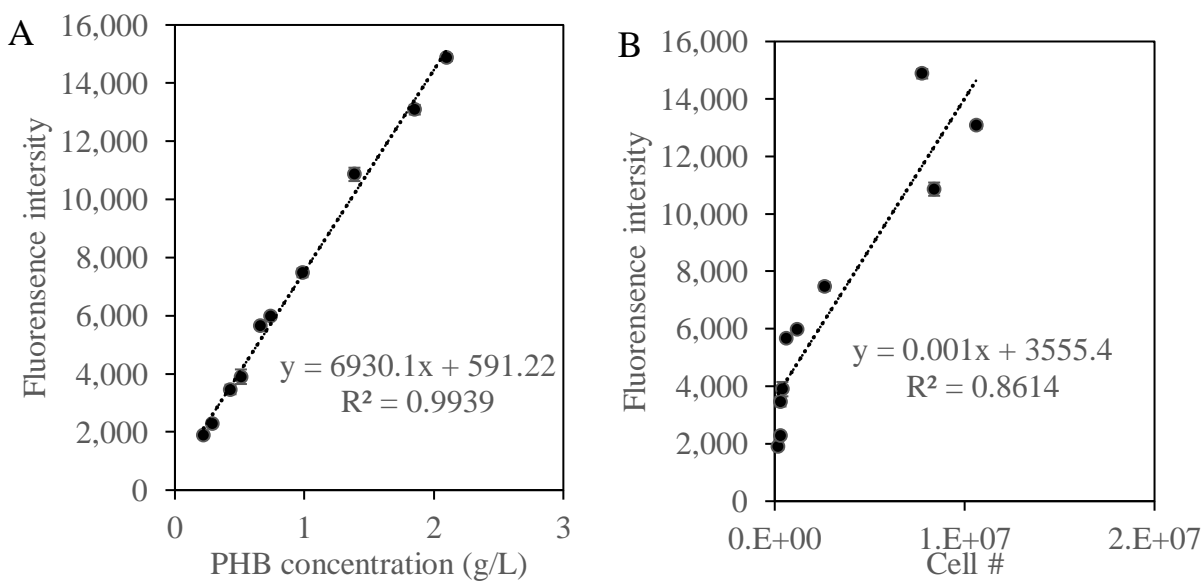 A
Fluorensence intersity
16,000
14,000
12,000
10,000
8,000
6,000
4,000
2,000
0
y = 6930.1x + 591.22
R² = 0.9939
0 1 2 3
PHB concentration (g/L)
B
Fluorensence intersity
16,000
14,000
12,000
10,000
8,000
6,000
4,000
2,000
0
y = 0.001x + 3555.4
R² = 0.8614
0.E+00 1.E+07 2.E+07
Cell #